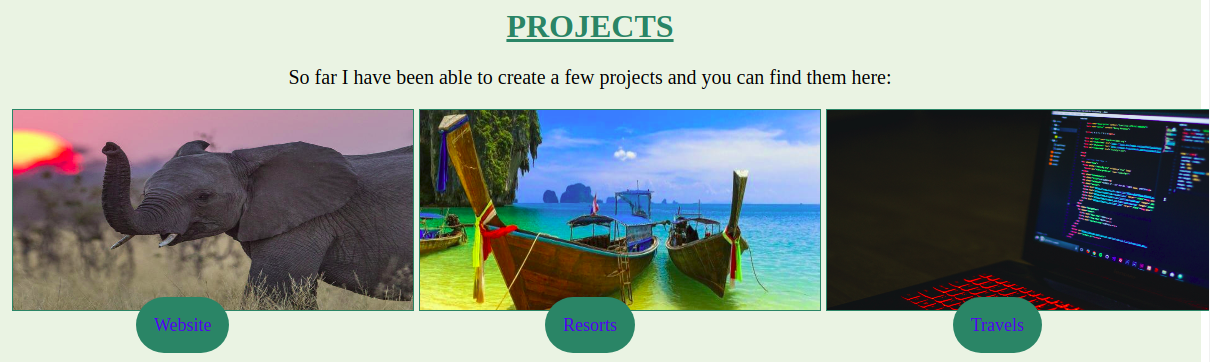 PROJECTS
So far I have been able to create a few projects and you can find them here:
Website
Resorts
Travels